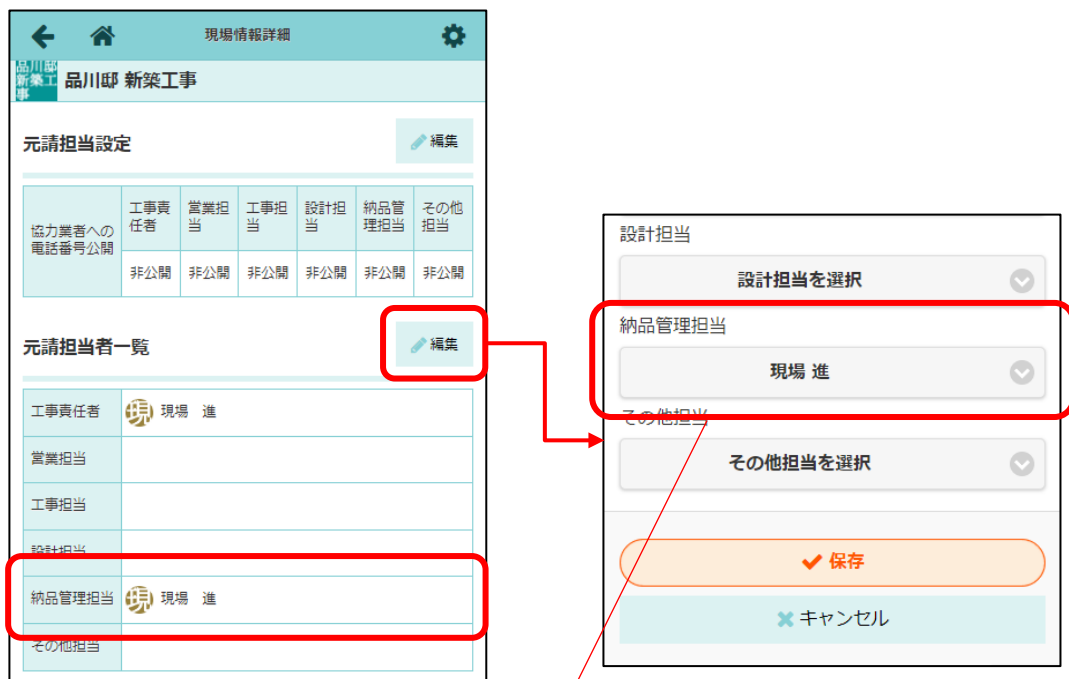 現場情報詳細
品川邸
新築工
事
品川邸 新築工事
元請担当設定
編集
協力業者への
電話番号公開
工事責
任者
営業担
当
工事担
当
設計担
当
納品管
理担当
その他
担当
非公開
非公開
非公開
非公開
非公開
非公開
元請担当者一覧
編集
工事責任者
現
現場 進
営業担当
工事担当
設計担当
納品管理担当
現
現場 進
その他担当
設計担当
設計担当を選択
納品管理担当
現場 進
その他担当
その他担当を選択
保存
キャンセル